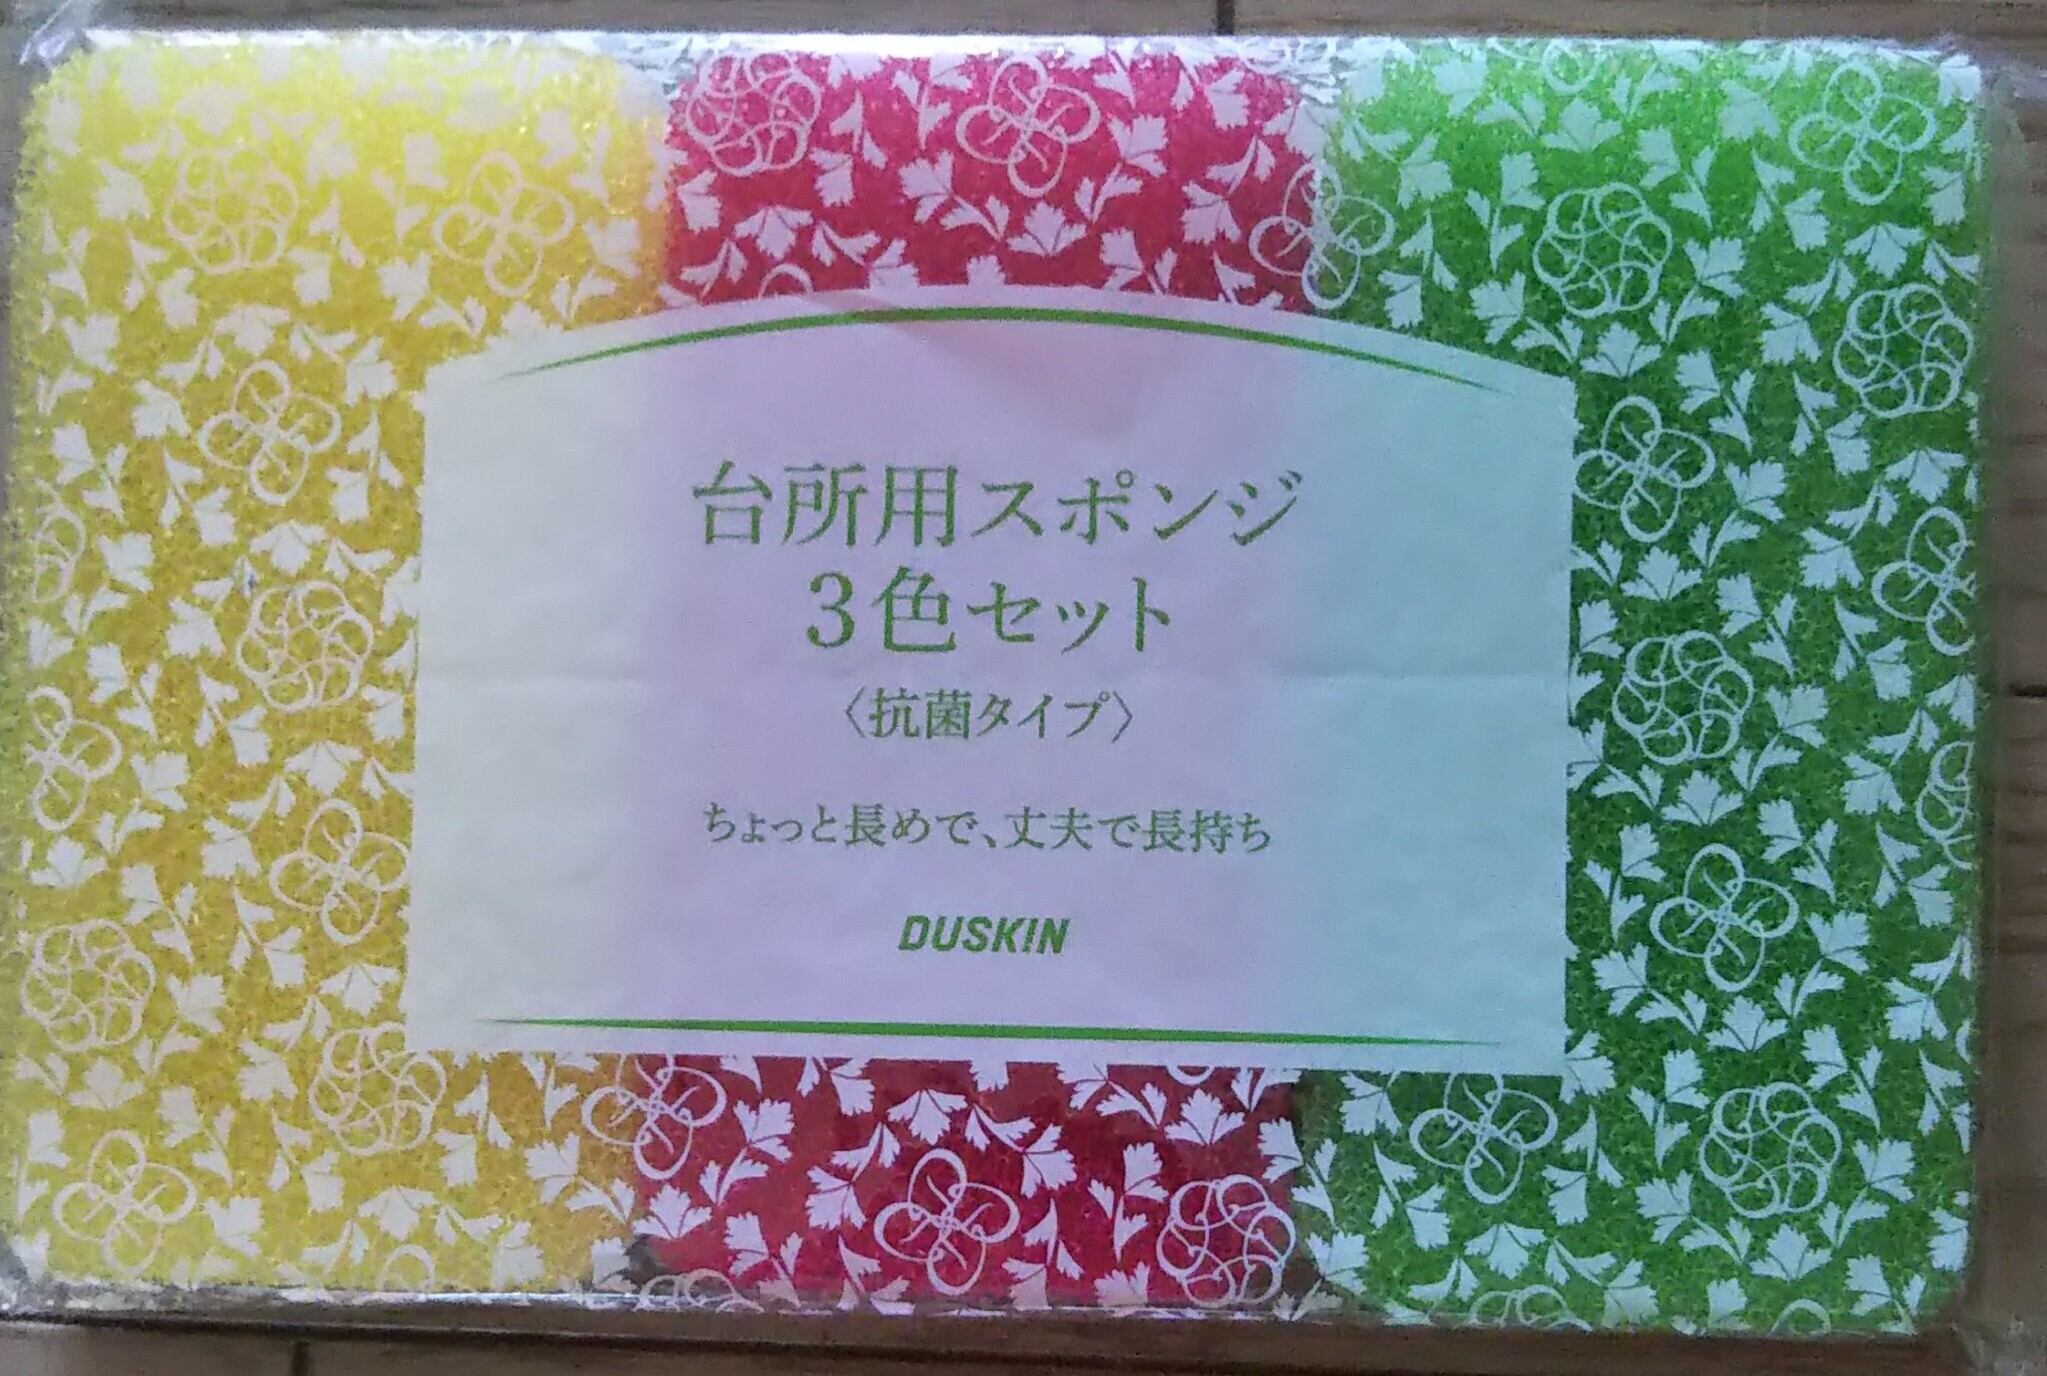 台所用スポンジ
3色セット
〈抗菌タイプ〉
ちょっと長めで、丈夫で長持ち
DUSKIN